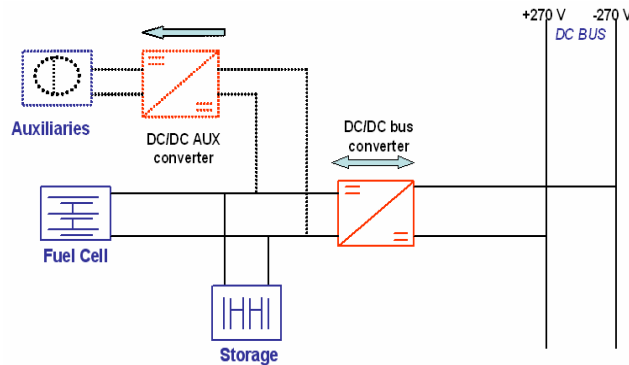 +270 V
-270 V
DC BUS
Auxiliaries
DC/DC AUX
converter
DC/DC bus
converter
Fuel Cell
Storage